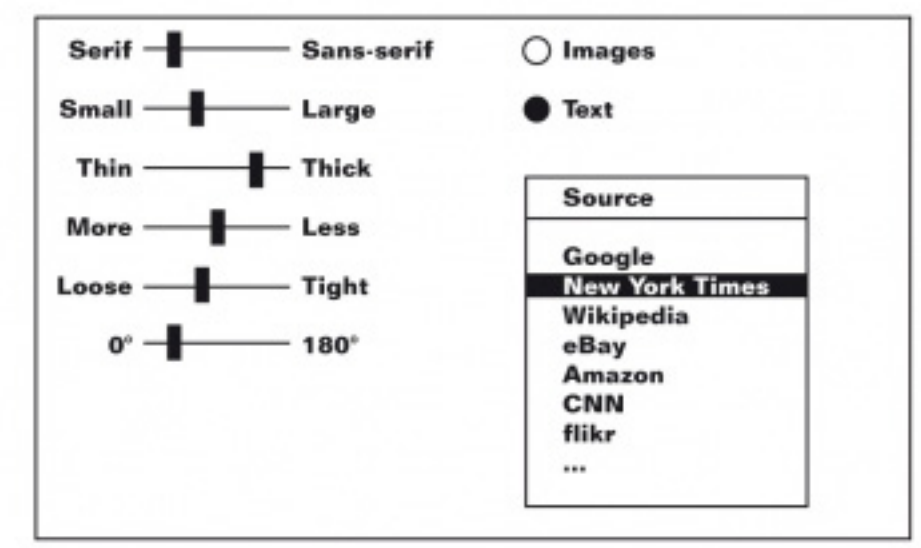 Serif Sans-serif
Small Large
Thin Thick
More Less
Loose Tight
0° 180°
Images
Text
Source
Google
New York Times
Wikipedia
eBay
Amazon
CNN
flikr
...